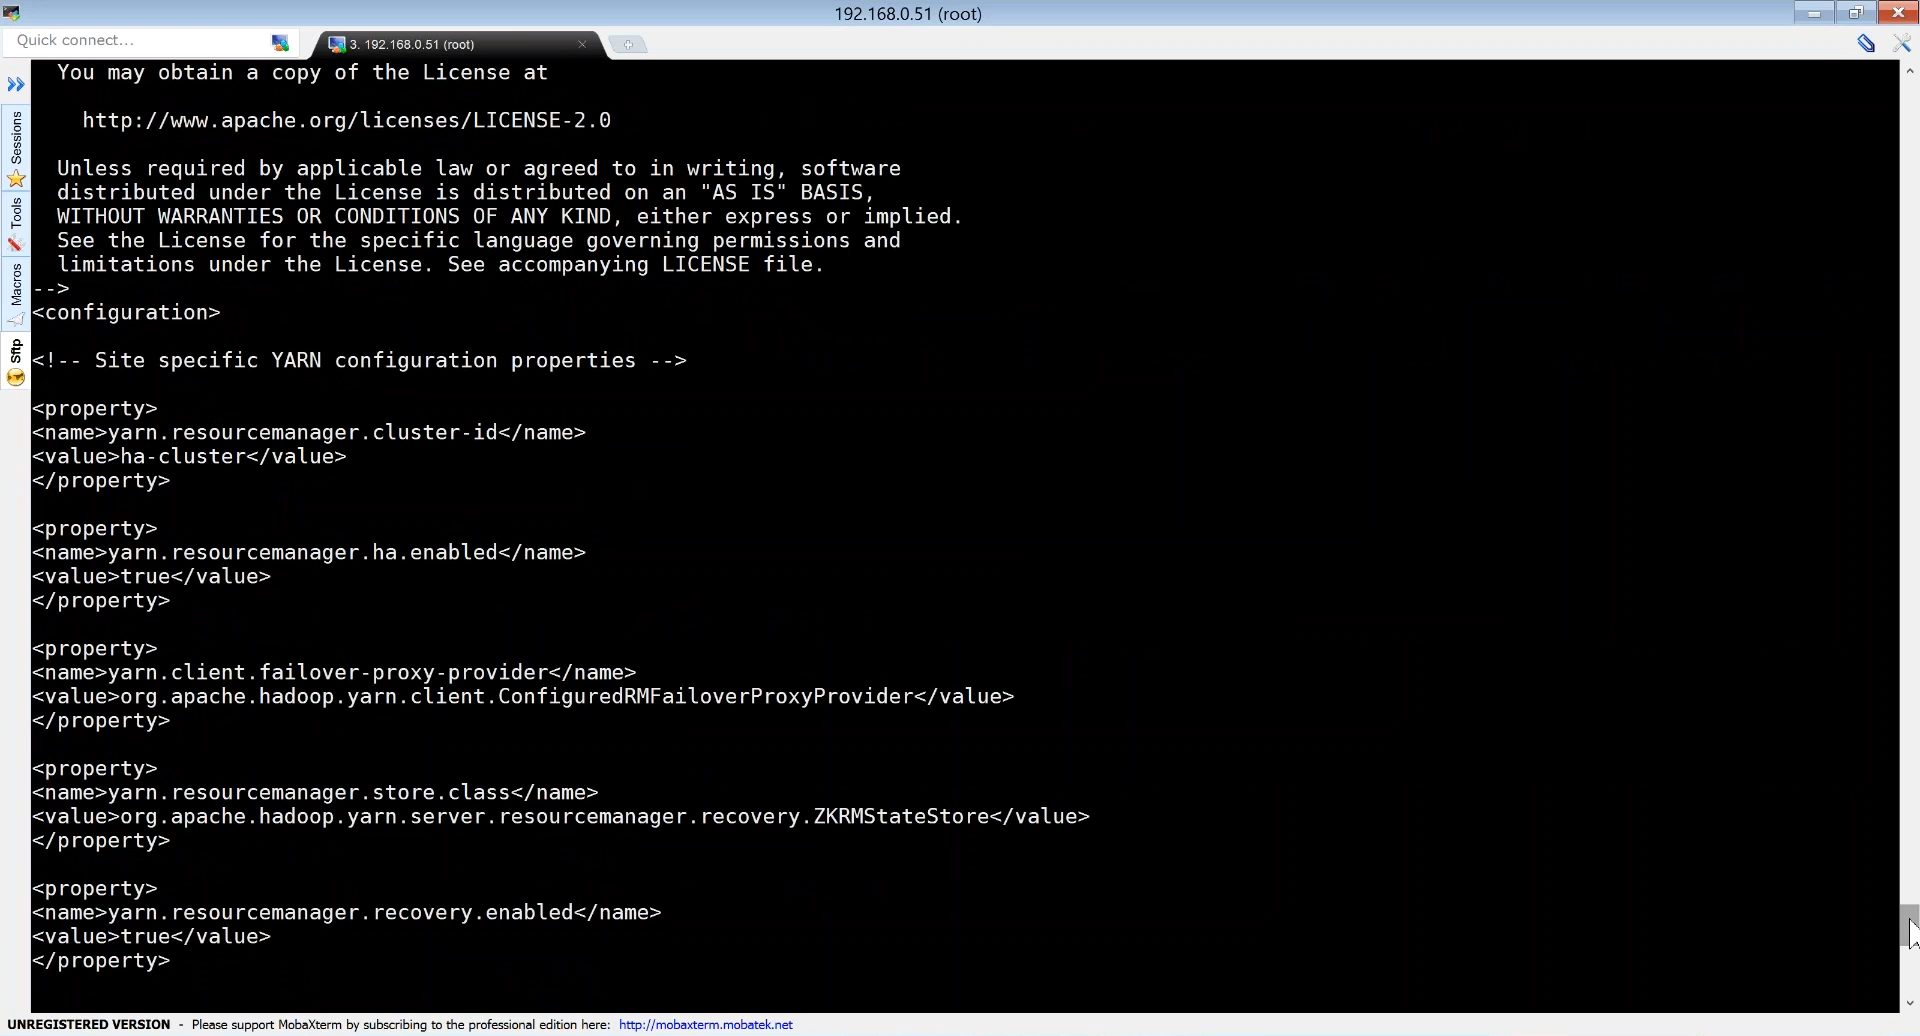 192.168.0.51 (root)
Quick connect...
3. 192.168.0.51 (root)
Sessions
Tools
Macros
Sftp
You may obtain a copy of the License at
http://www.apache.org/licenses/LICENSE-2.0
Unless required by applicable law or agreed to in writing, software
distributed under the License is distributed on an "AS IS" BASIS,
WITHOUT WARRANTIES OR CONDITIONS OF ANY KIND, either express or implied.
See the License for the specific language governing permissions and
limitations under the License. See accompanying LICENSE file.
-->
<configuration>
<!-- Site specific YARN configuration properties -->
<property>
<name>yarn.resourcemanager.cluster-id</name>
<value>ha-cluster</value>
</property>
<property>
<name>yarn.resourcemanager.ha.enabled</name>
<value>true</value>
</property>
<property>
<name>yarn.client.failover-proxy-provider</name>
<value>org.apache.hadoop.yarn.client.ConfiguredRMFailoverProxyProvider</value>
</property>
<property>
<name>yarn.resourcemanager.store.class</name>
<value>org.apache.hadoop.yarn.server.resourcemanager.recovery.ZKRMStateStore</value>
</property>
<property>
<name>yarn.resourcemanager.recovery.enabled</name>
<value>true</value>
</property>
UNREGISTERED VERSION - Please support MobaXterm by subscribing to the professional edition here: http://mobaxterm.mobatek.net